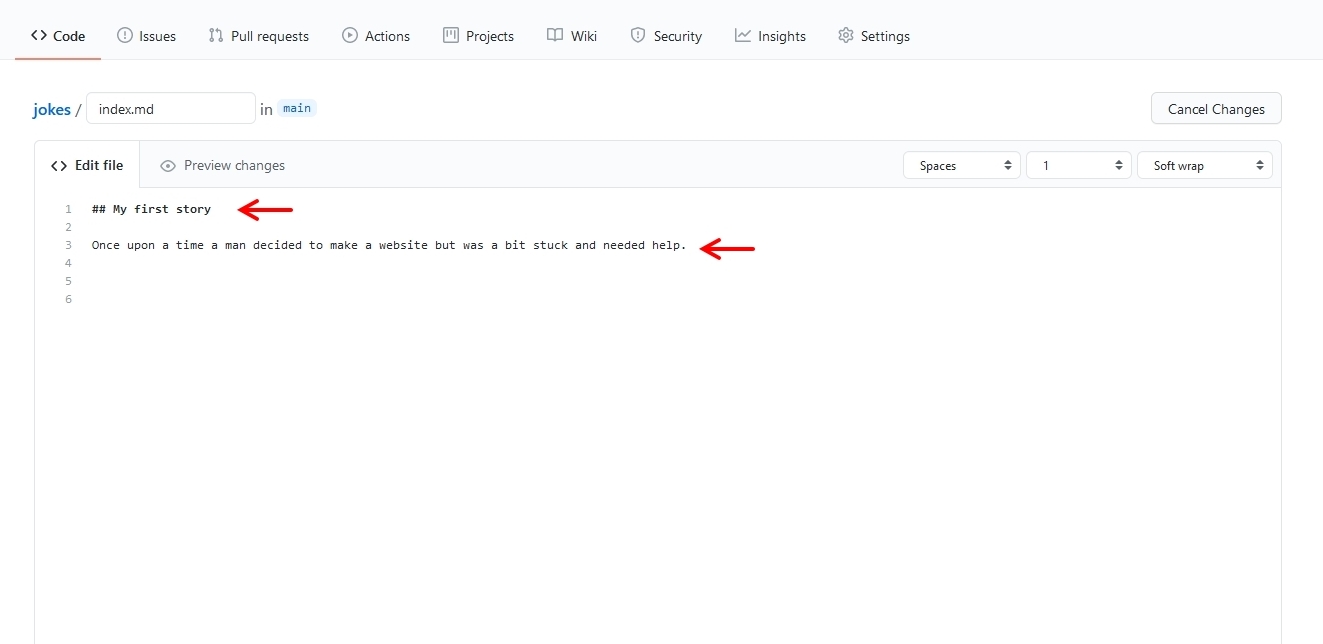 Code Issues Pull requests Actions Projects Wiki Security Insights Settings
jokes / index.md in main Cancel Changes
Edit file Preview changes Spaces 1 Soft wrap
1 ## My first story
2
3 Once upon a time a man decided to make a website but was a bit stuck and needed help.
4
5
6